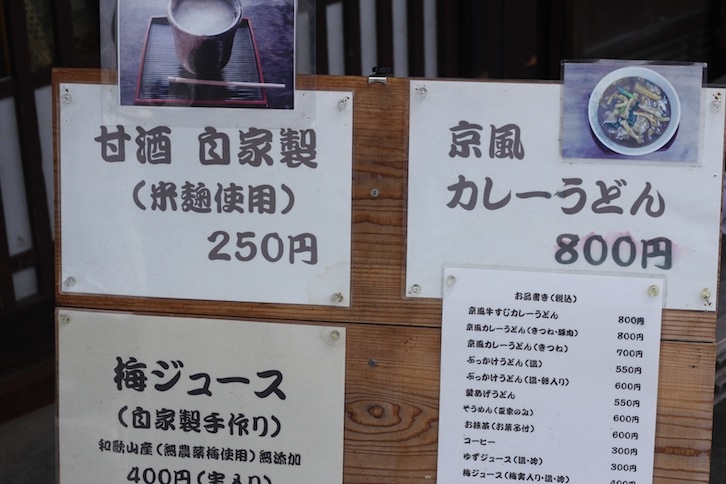 甘酒 自家製
(米麹使用)
250円
京風
カレーうどん
800円
梅ジュース
(自家製手作り)
和歌山産(無農薬梅使用)無添加
400円(実入り)
お品書き(税込)
京風牛すじカレーうどん 800円
京風カレーうどん(きつね・豚肉) 800円
京風カレーうどん(きつね) 700円
ぶっかけうどん(温) 550円
ぶっかけうどん(温・卵入り) 600円
釜あげうどん 550円
そうめん(夏季のみ) 600円
お抹茶(お菓子付) 600円
コーヒー 300円
ゆずジュース(温・冷) 300円
梅ジュース(梅実入り・温・冷) 400円